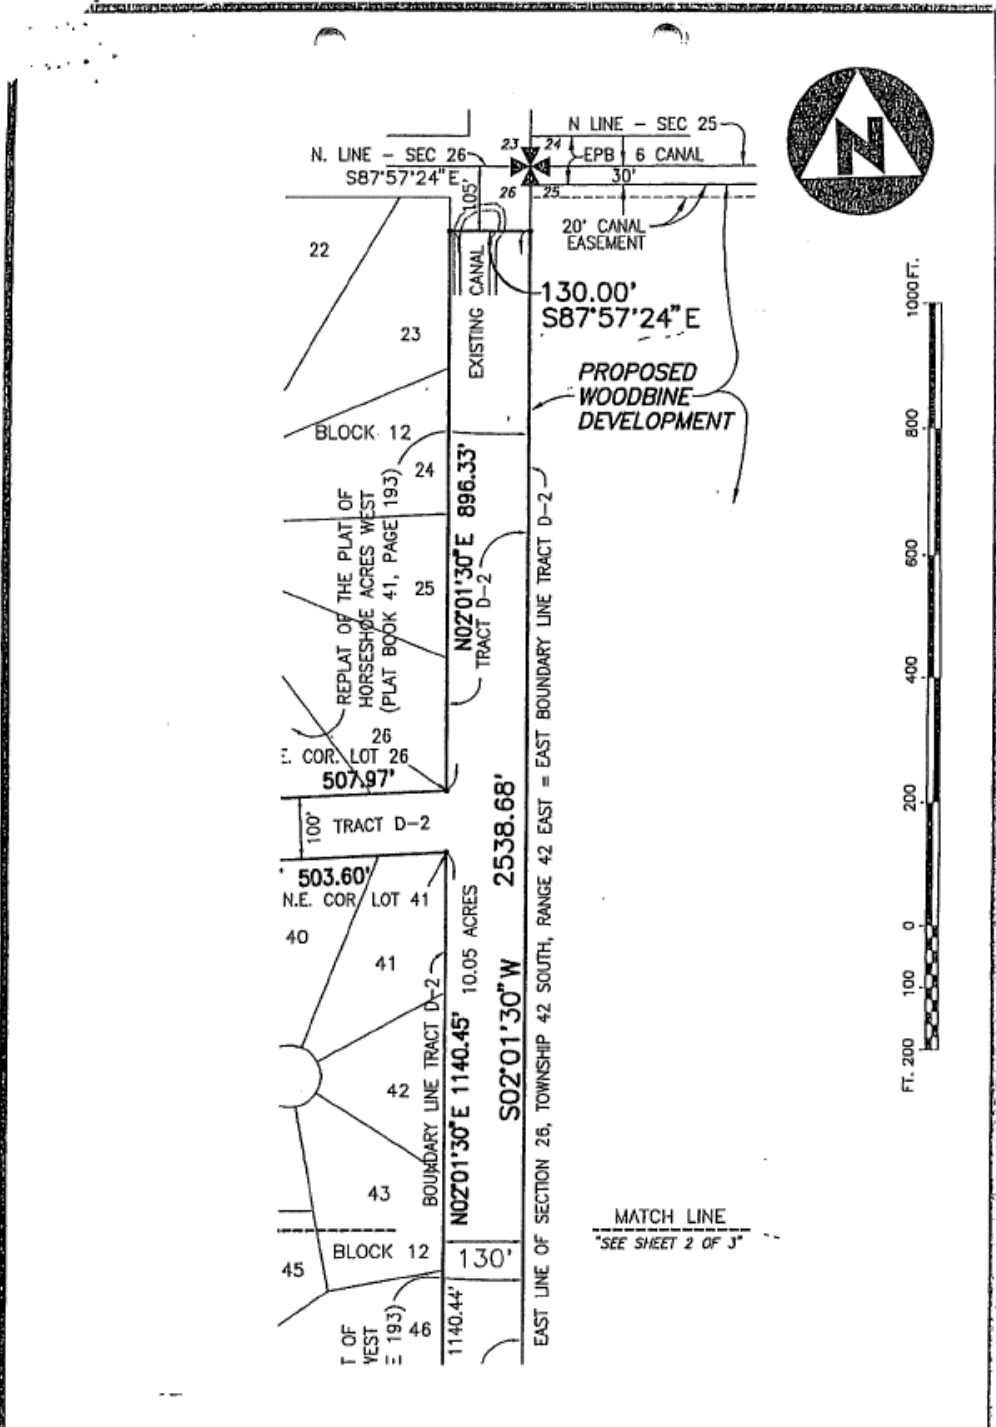 N LINE - SEC 25
N. LINE - SEC 26
S87°57'24"E
23
24
26
25
EPB 6 CANAL
30'
105'
20' CANAL
EASEMENT
N
22
23
EXISTING CANAL
130.00'
S87°57'24"E
PROPOSED
WOODBINE
DEVELOPMENT
BLOCK 12
24
REPLAT OF THE PLAT OF
HORSESHOE ACRES WEST
(PLAT BOOK 41, PAGE 193)
25
N02°01'30"E 896.33'
TRACT D-2
26
E. COR. LOT 26
507.97'
100'
TRACT D-2
' 503.60'
N.E. COR LOT 41
40
41
42
43
45
46
BOUNDARY LINE TRACT D-2
N02°01'30"E 1140.45'
10.05 ACRES
S02°01'30"W 2538.68'
EAST LINE OF SECTION 26, TOWNSHIP 42 SOUTH, RANGE 42 EAST = EAST BOUNDARY LINE TRACT D-2
BLOCK 12
130'
1140.44'
T OF
VEST
E 193)
MATCH LINE
"SEE SHEET 2 OF 3"
1000 FT.
800
600
400
200
0
100
FT. 200